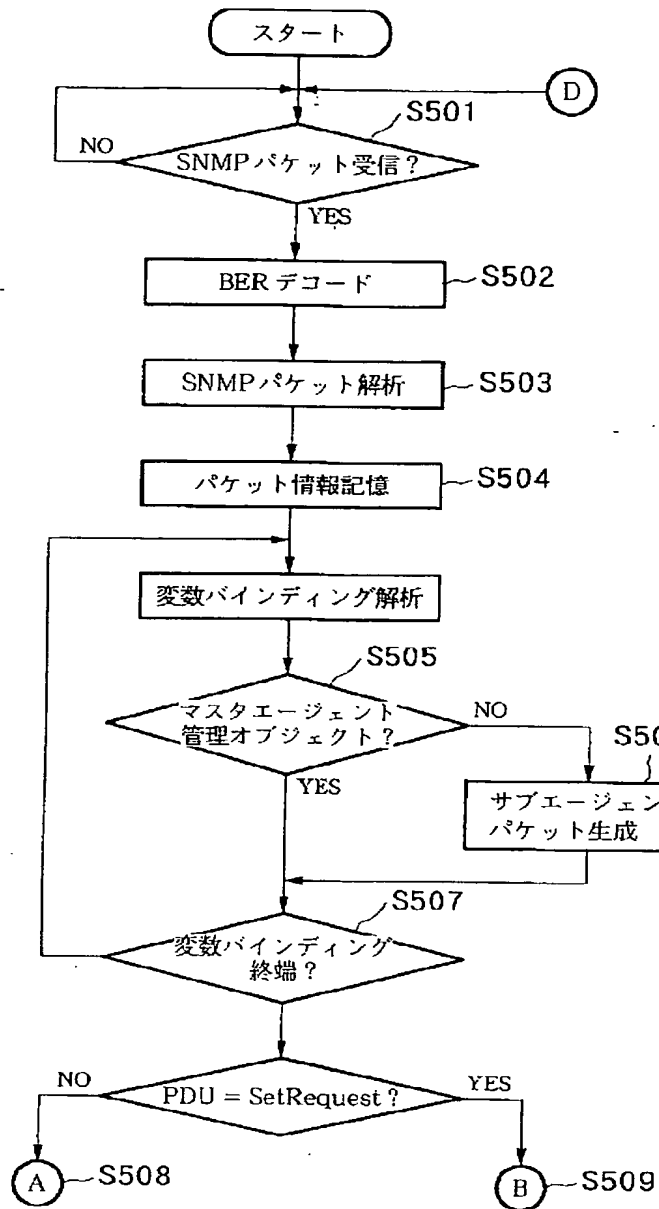 スタート
D
S501
NO
SNMPパケット受信？
YES
BERデコード
S502
SNMPパケット解析
S503
パケット情報記憶
S504
変数バインディング解析
S505
マスタエージェント
管理オブジェクト？
NO
YES
サブエージェン
パケット生成
S507
変数バインディング
終端？
NO
PDU = SetRequest？
YES
A
S508
B
S509